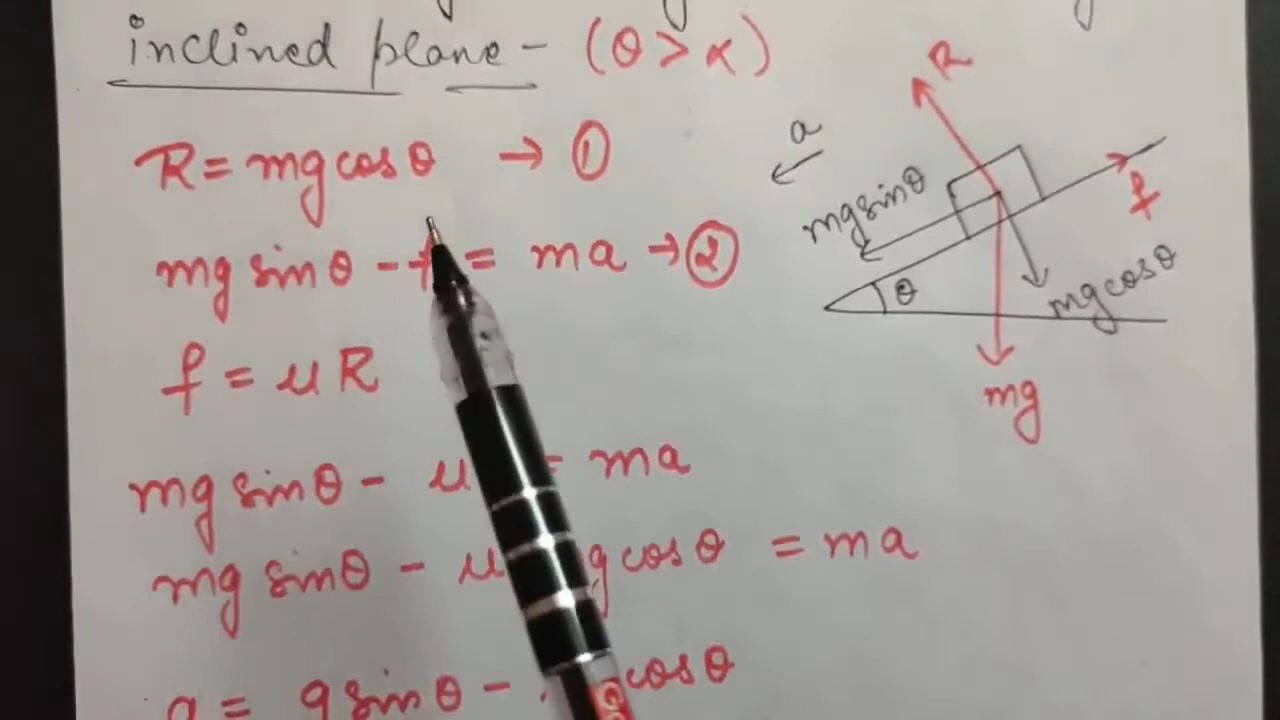 inclined plane - (θ > α)
R = mg cos θ → ①
mg sin θ - f = ma → ②
f = μR
mg sin θ - μ = ma
mg sin θ - μ g cos θ = ma
a = g sin θ - cos θ
R
a
mg sin θ
f
θ
mg cos θ
mg